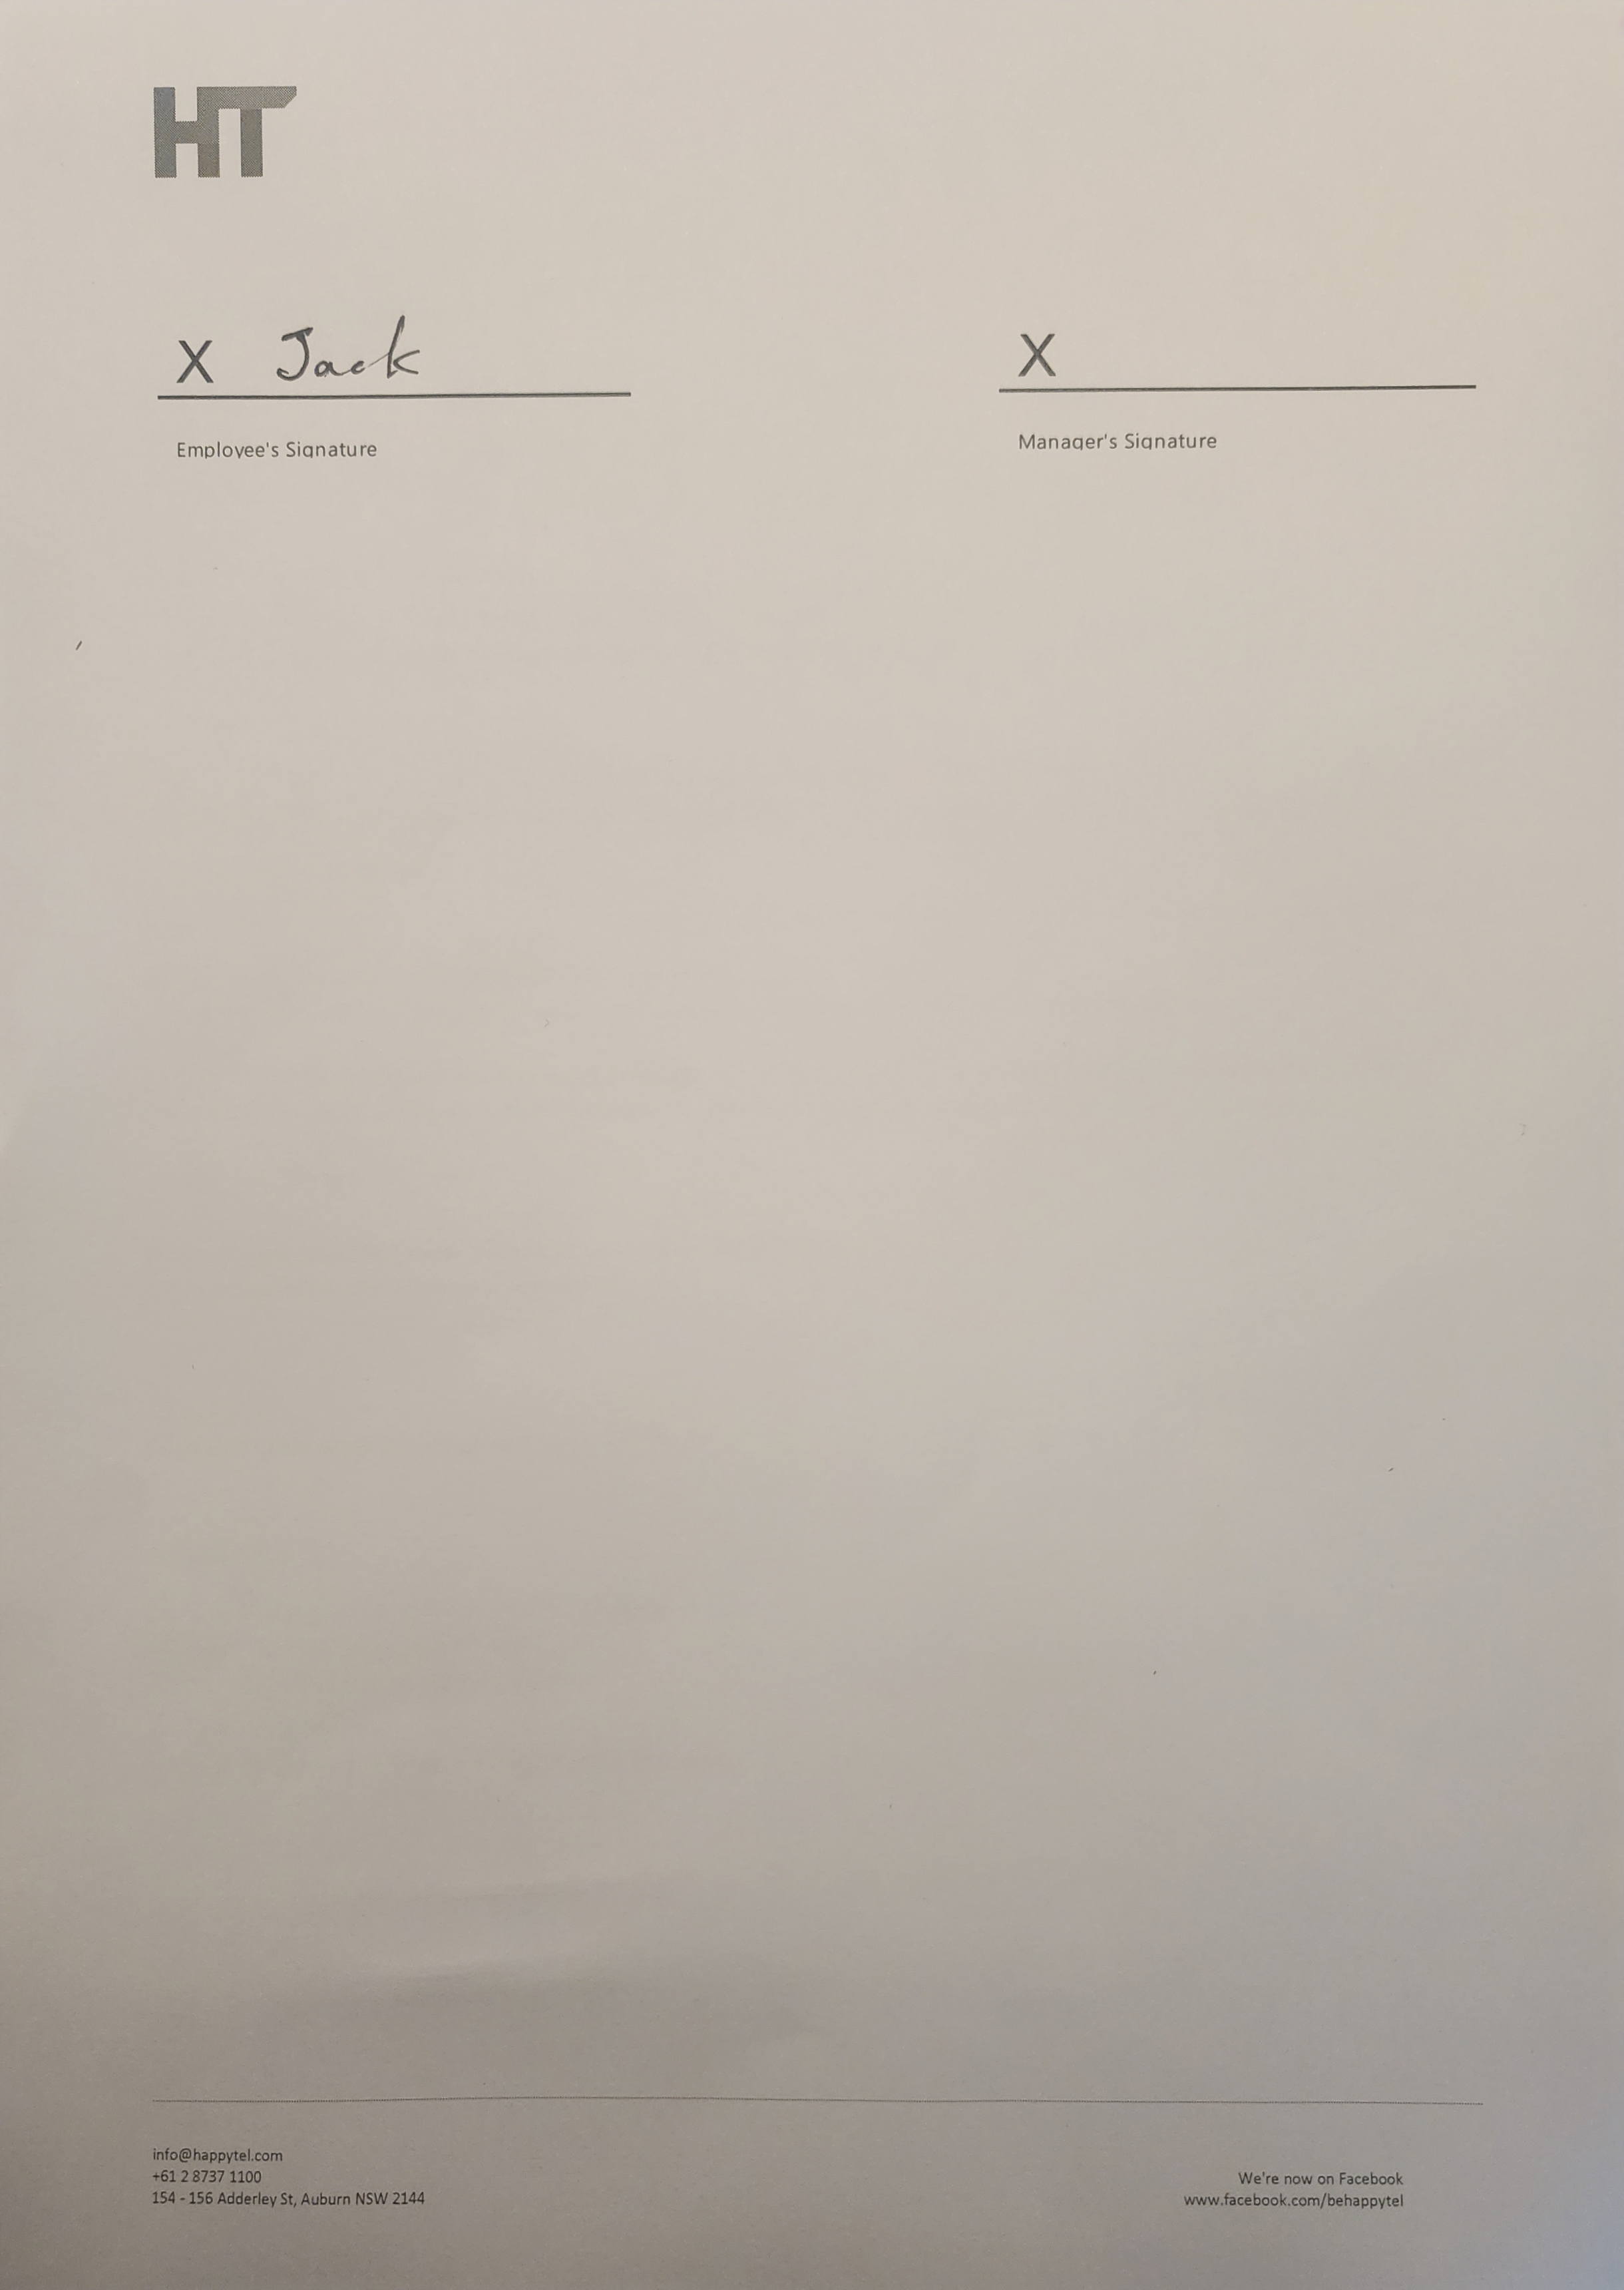 HT
X Jack
X
Employee's Signature
Manager's Signature
info@happytel.com
+61 2 8737 1100
154 - 156 Adderley St, Auburn NSW 2144
We're now on Facebook
www.facebook.com/behappytel